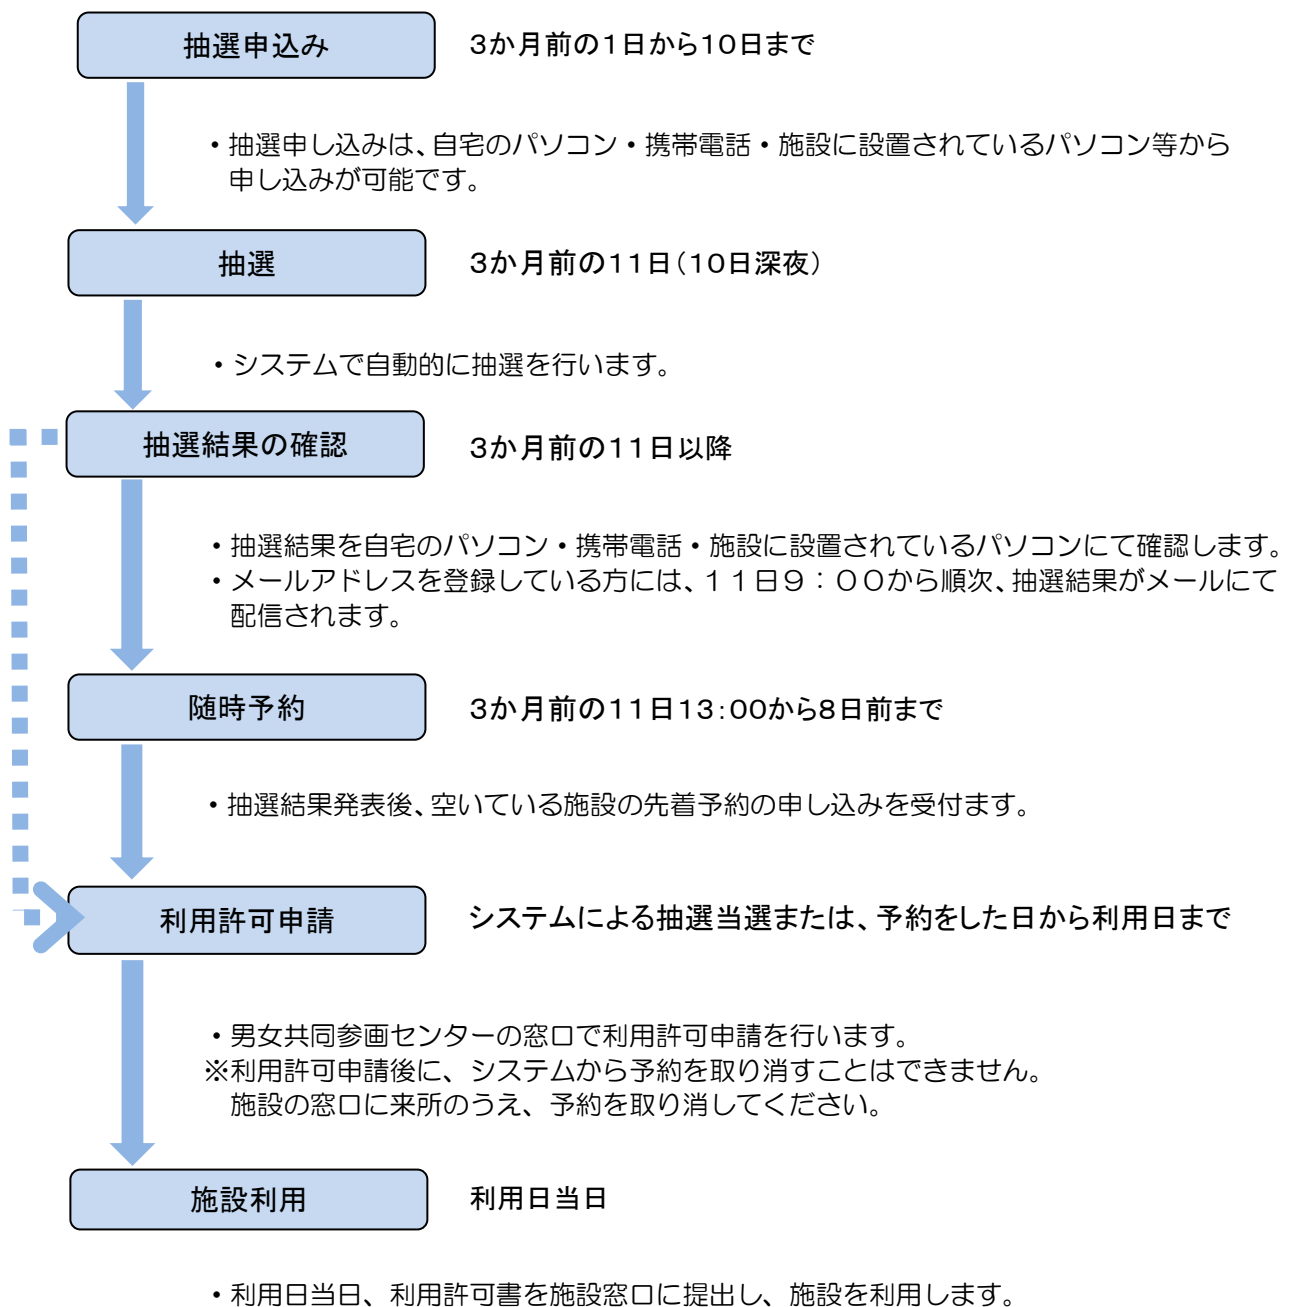 抽選申込み
3か月前の1日から10日まで
・抽選申し込みは、自宅のパソコン・携帯電話・施設に設置されているパソコン等から
申し込みが可能です。
抽選
3か月前の11日（10日深夜）
・システムで自動的に抽選を行います。
抽選結果の確認
3か月前の11日以降
・抽選結果を自宅のパソコン・携帯電話・施設に設置されているパソコンにて確認します。
・メールアドレスを登録している方には、１１日９：００から順次、抽選結果がメールにて
配信されます。
随時予約
3か月前の11日13:00から8日前まで
・抽選結果発表後、空いている施設の先着予約の申し込みを受付ます。
利用許可申請
システムによる抽選当選または、予約をした日から利用日まで
・男女共同参画センターの窓口で利用許可申請を行います。
※利用許可申請後に、システムから予約を取り消すことはできません。
施設の窓口に来所のうえ、予約を取り消してください。
施設利用
利用日当日
・利用日当日、利用許可書を施設窓口に提出し、施設を利用します。